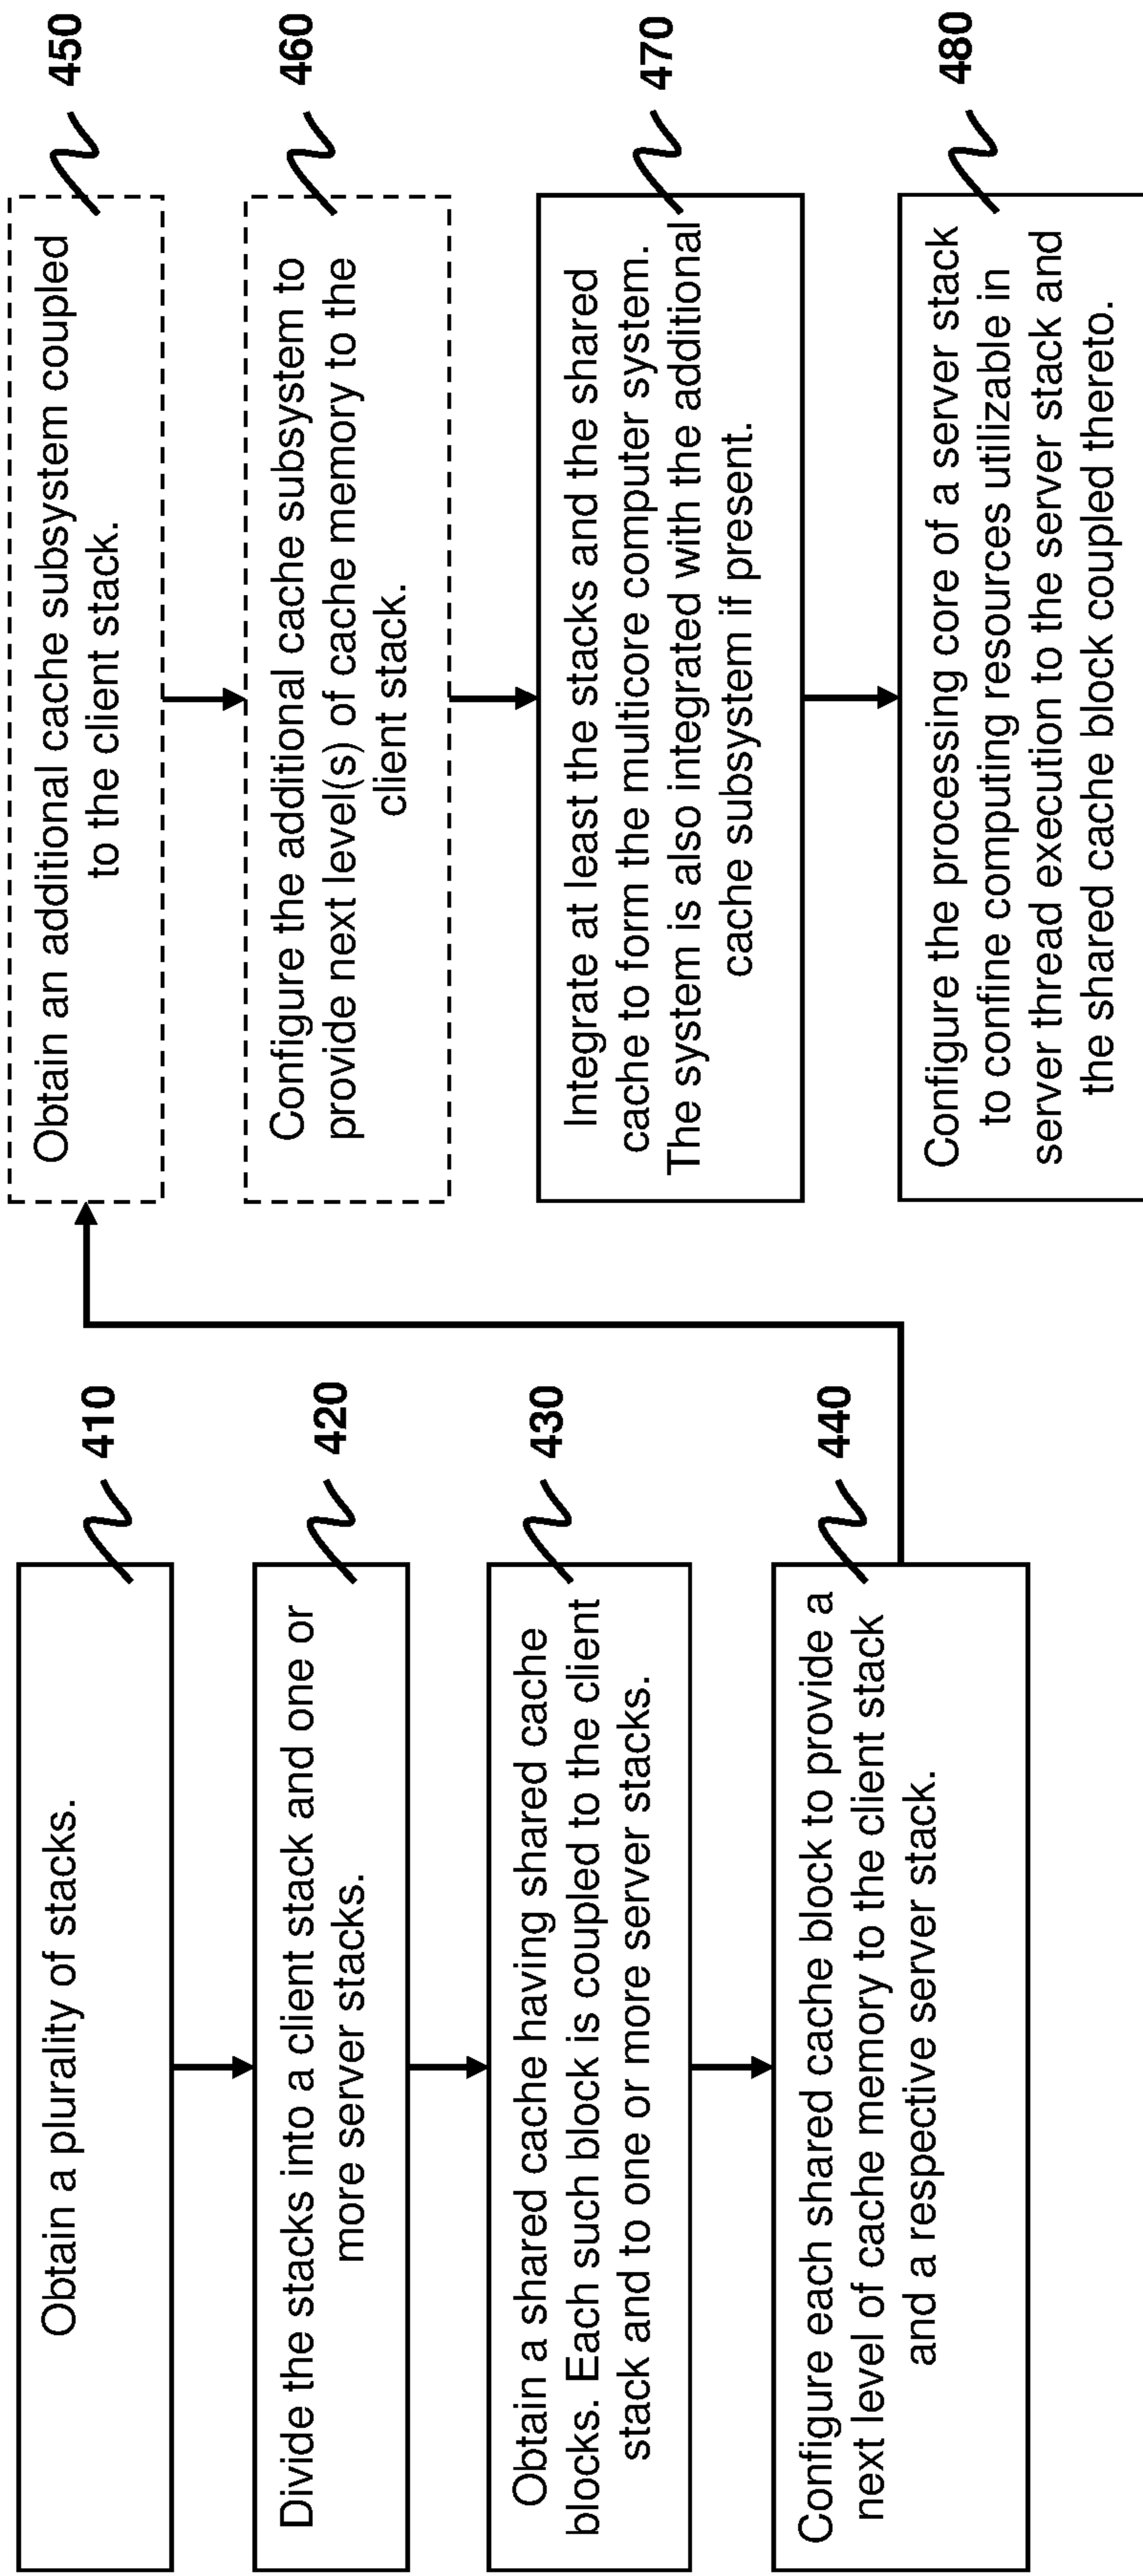 Obtain a plurality of stacks.
410
Divide the stacks into a client stack and one or
more server stacks.
420
Obtain a shared cache having shared cache
blocks. Each such block is coupled to the client
stack and to one or more server stacks.
430
Configure each shared cache block to provide a
next level of cache memory to the client stack
and a respective server stack.
440
Obtain an additional cache subsystem coupled
to the client stack.
450
Configure the additional cache subsystem to
provide next level(s) of cache memory to the
client stack.
460
Integrate at least the stacks and the shared
cache to form the multicore computer system.
The system is also integrated with the additional
cache subsystem if present.
470
Configure the processing core of a server stack
to confine computing resources utilizable in
server thread execution to the server stack and
the shared cache block coupled thereto.
480